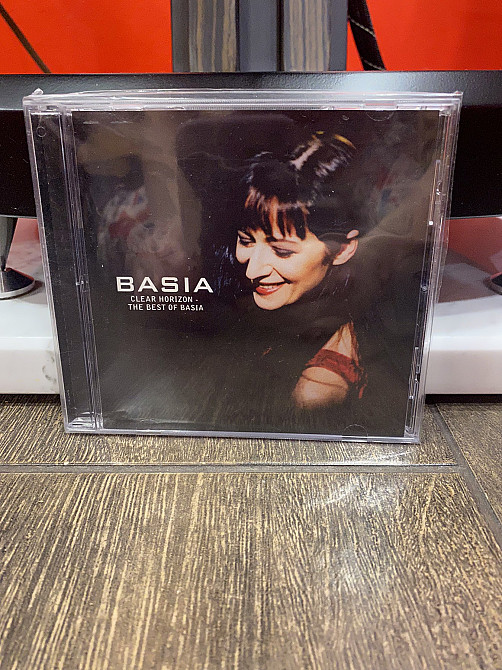 BASIA
CLEAR HORIZON -
THE BEST OF BASIA